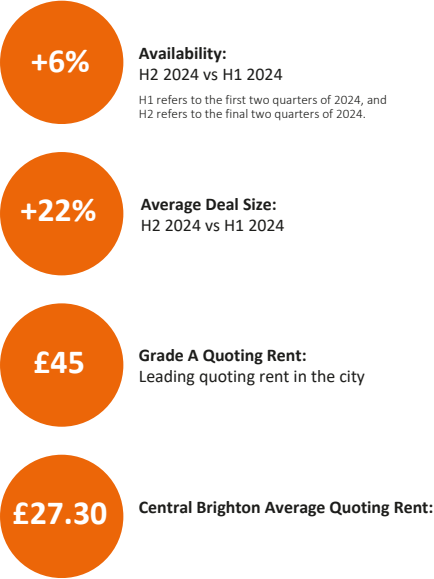 +6%
Availability:
H2 2024 vs H1 2024
H1 refers to the first two quarters of 2024, and
H2 refers to the final two quarters of 2024.
+22%
Average Deal Size:
H2 2024 vs H1 2024
£45
Grade A Quoting Rent:
Leading quoting rent in the city
£27.30
Central Brighton Average Quoting Rent: